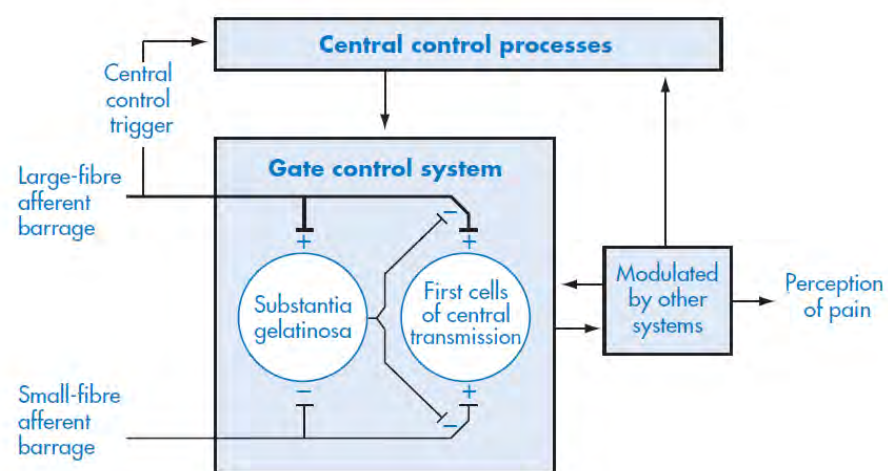 Central control processes
Central
control
trigger
Gate control system
Large-fibre
afferent
barrage
−
+
+
Substantia
gelatinosa
First cells
of central
transmission
Modulated
by other
systems
Perception
of pain
Small-fibre
afferent
barrage
−
+
−